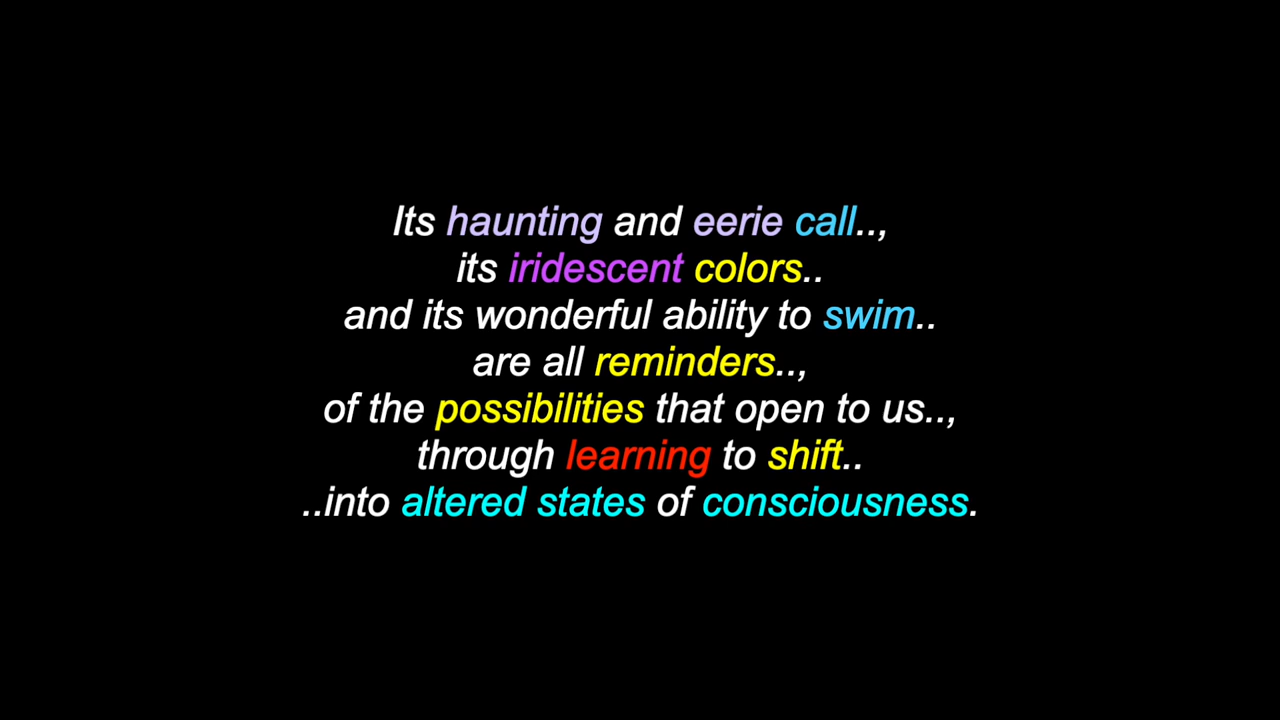 Its haunting and eerie call..,
its iridescent colors..
and its wonderful ability to swim..
are all reminders..,
of the possibilities that open to us..,
through learning to shift..
..into altered states of consciousness.